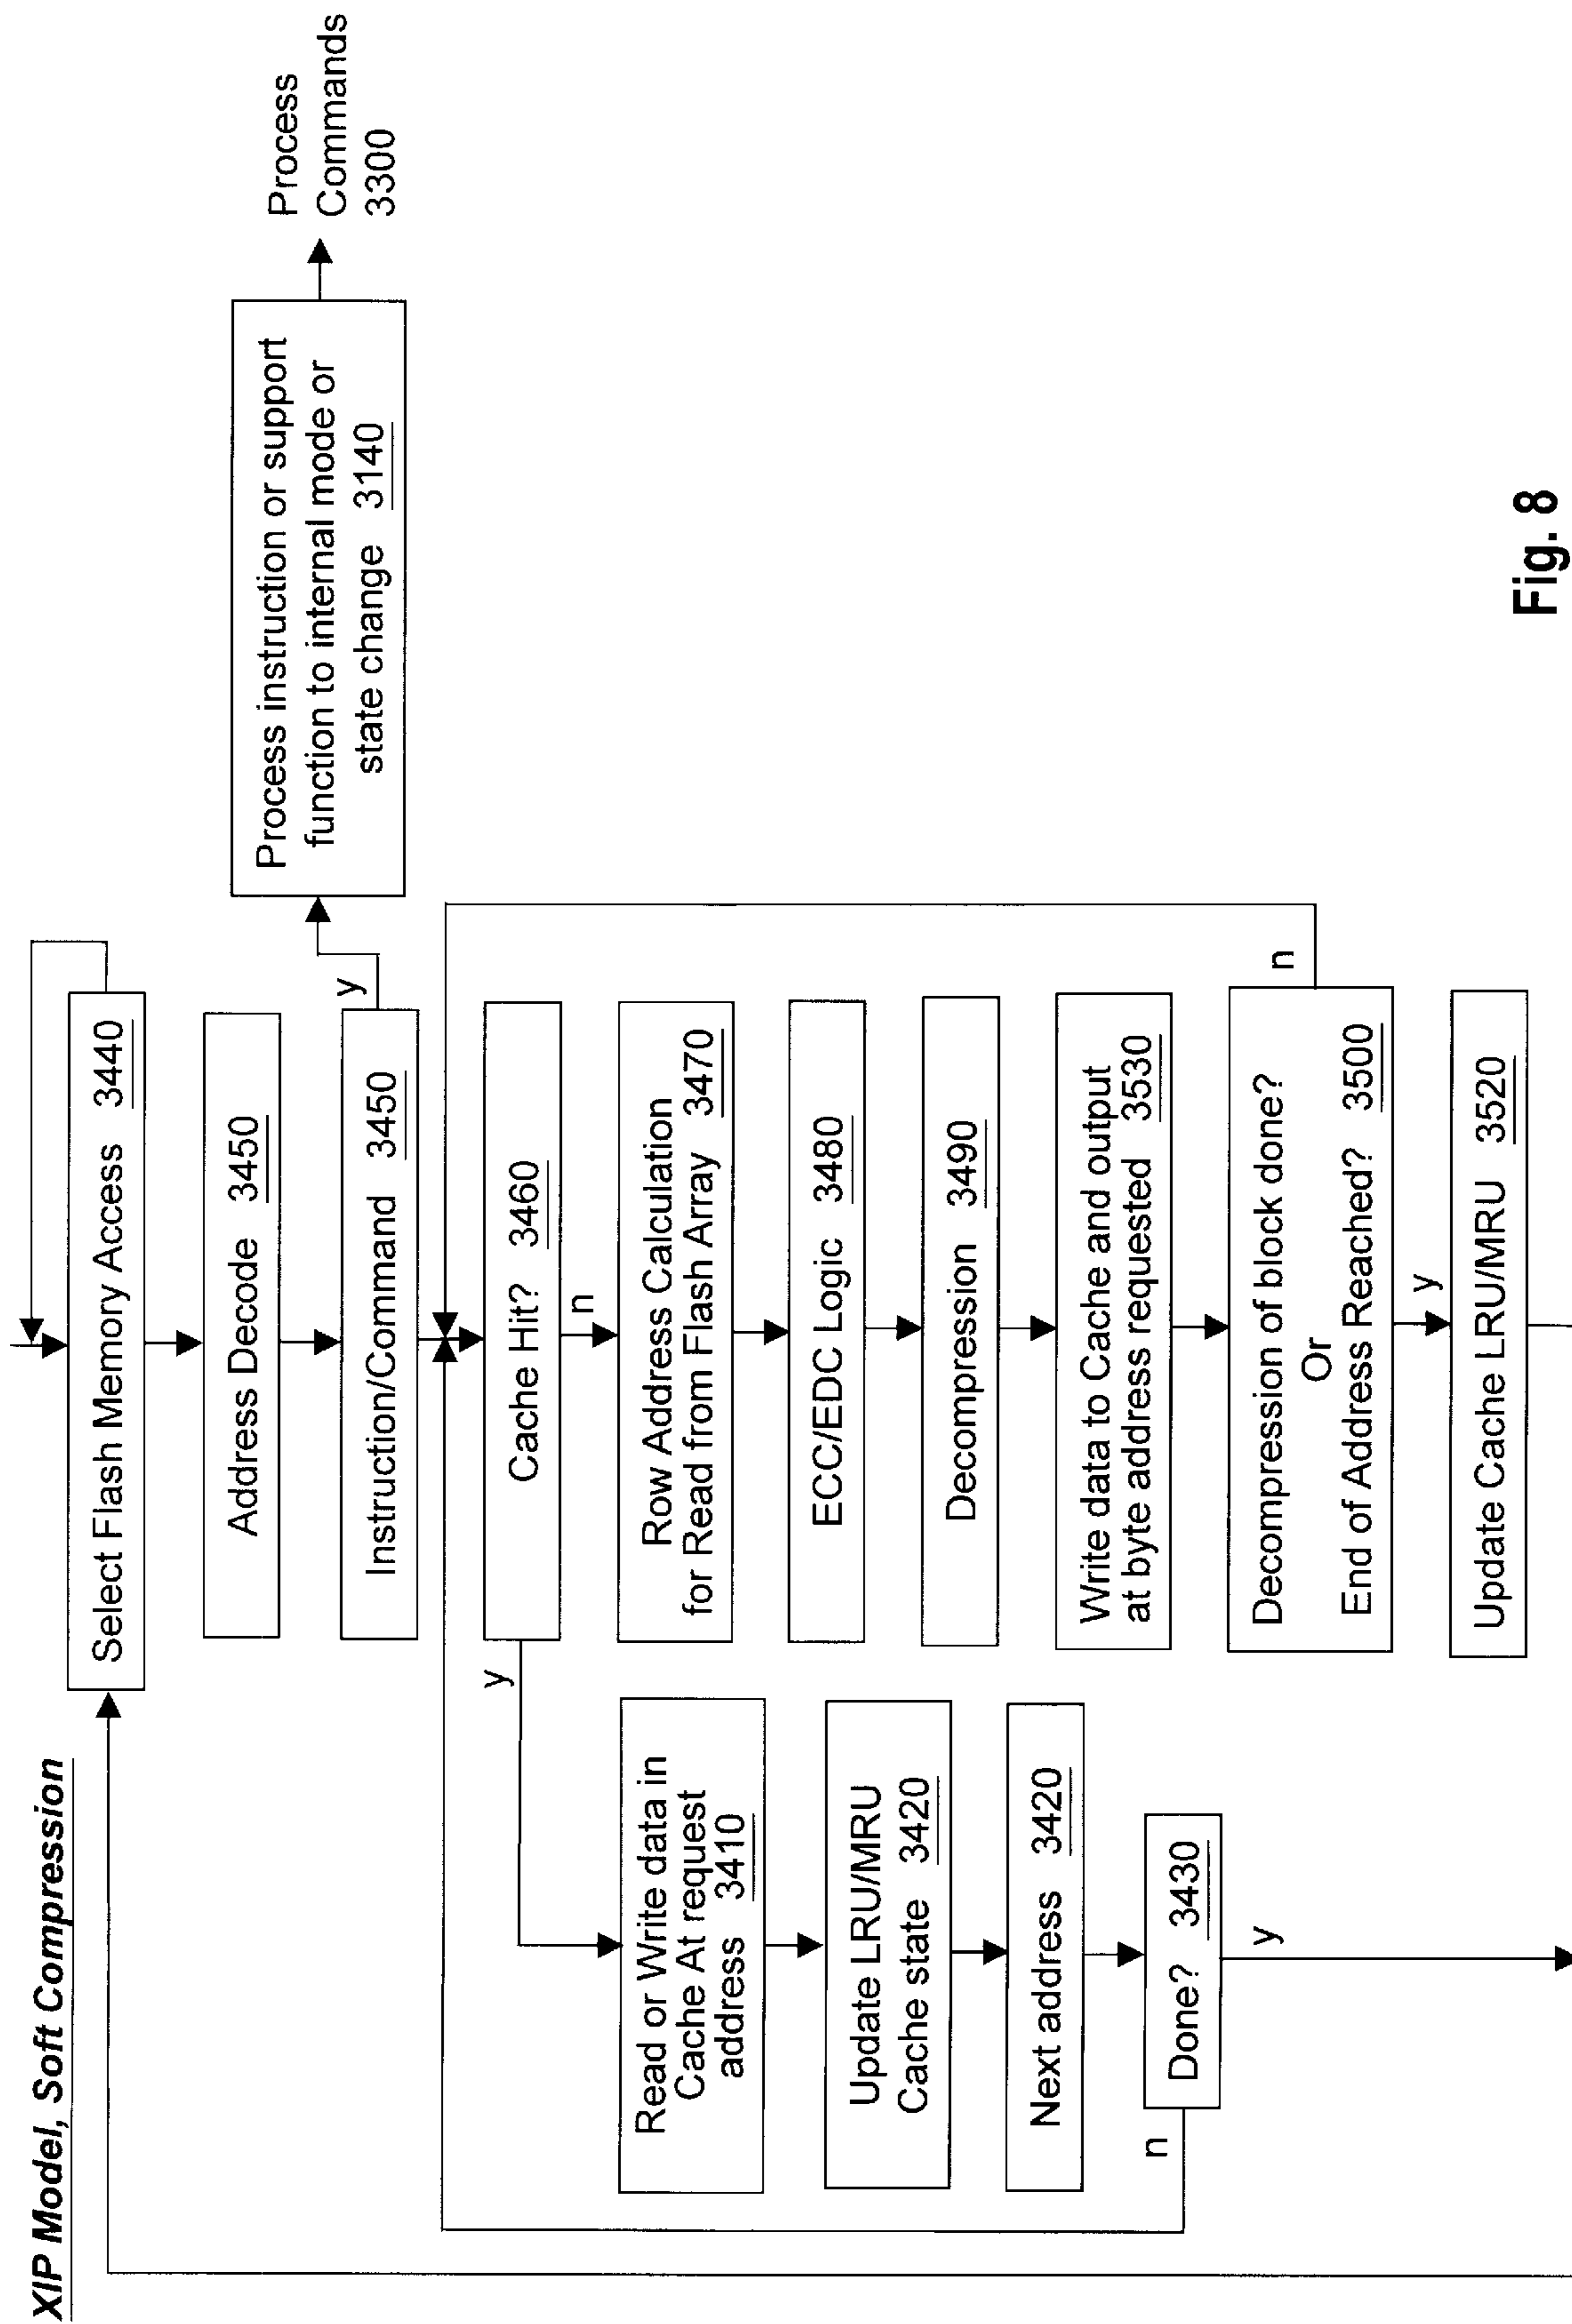 XIP Model, Soft Compression
Select Flash Memory Access 3440
Address Decode 3450
Instruction/Command 3450
y
Process instruction or support
function to internal mode or
state change 3140
Process
Commands
3300
Cache Hit? 3460
y
n
Read or Write data in
Cache At request
address 3410
Update LRU/MRU
Cache state 3420
Next address 3420
Done? 3430
n
y
Row Address Calculation
for Read from Flash Array 3470
ECC/EDC Logic 3480
Decompression 3490
Write data to Cache and output
at byte address requested 3530
Decompression of block done?
Or
End of Address Reached? 3500
n
y
Update Cache LRU/MRU 3520
Fig. 8